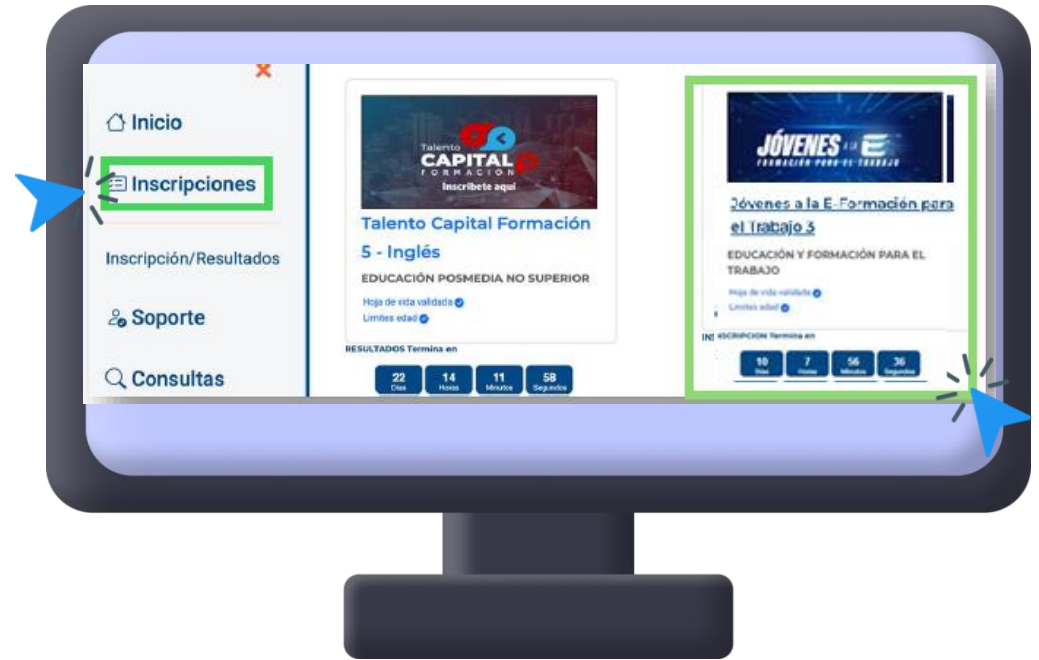 Inicio
Inscripciones
Inscripción/Resultados
Soporte
Consultas
Talento
CAPITAL
FORMACIÓN
Inscríbete aquí
Talento Capital Formación
5 - Inglés
EDUCACIÓN POSMEDIA NO SUPERIOR
Hoja de vida validada
Limites edad
RESULTADOS Termina en
22 14 11 58
Días Horas Minutos Segundos
JÓVENES A LA E
FORMACIÓN PARA EL TRABAJO
Jóvenes a la E-Formación para
el Trabajo 3
EDUCACIÓN Y FORMACIÓN PARA EL
TRABAJO
Hoja de vida validada
Limites edad
INSCRIPCIÓN Termina en
10 7 56 36
Días Horas Minutos Segundos